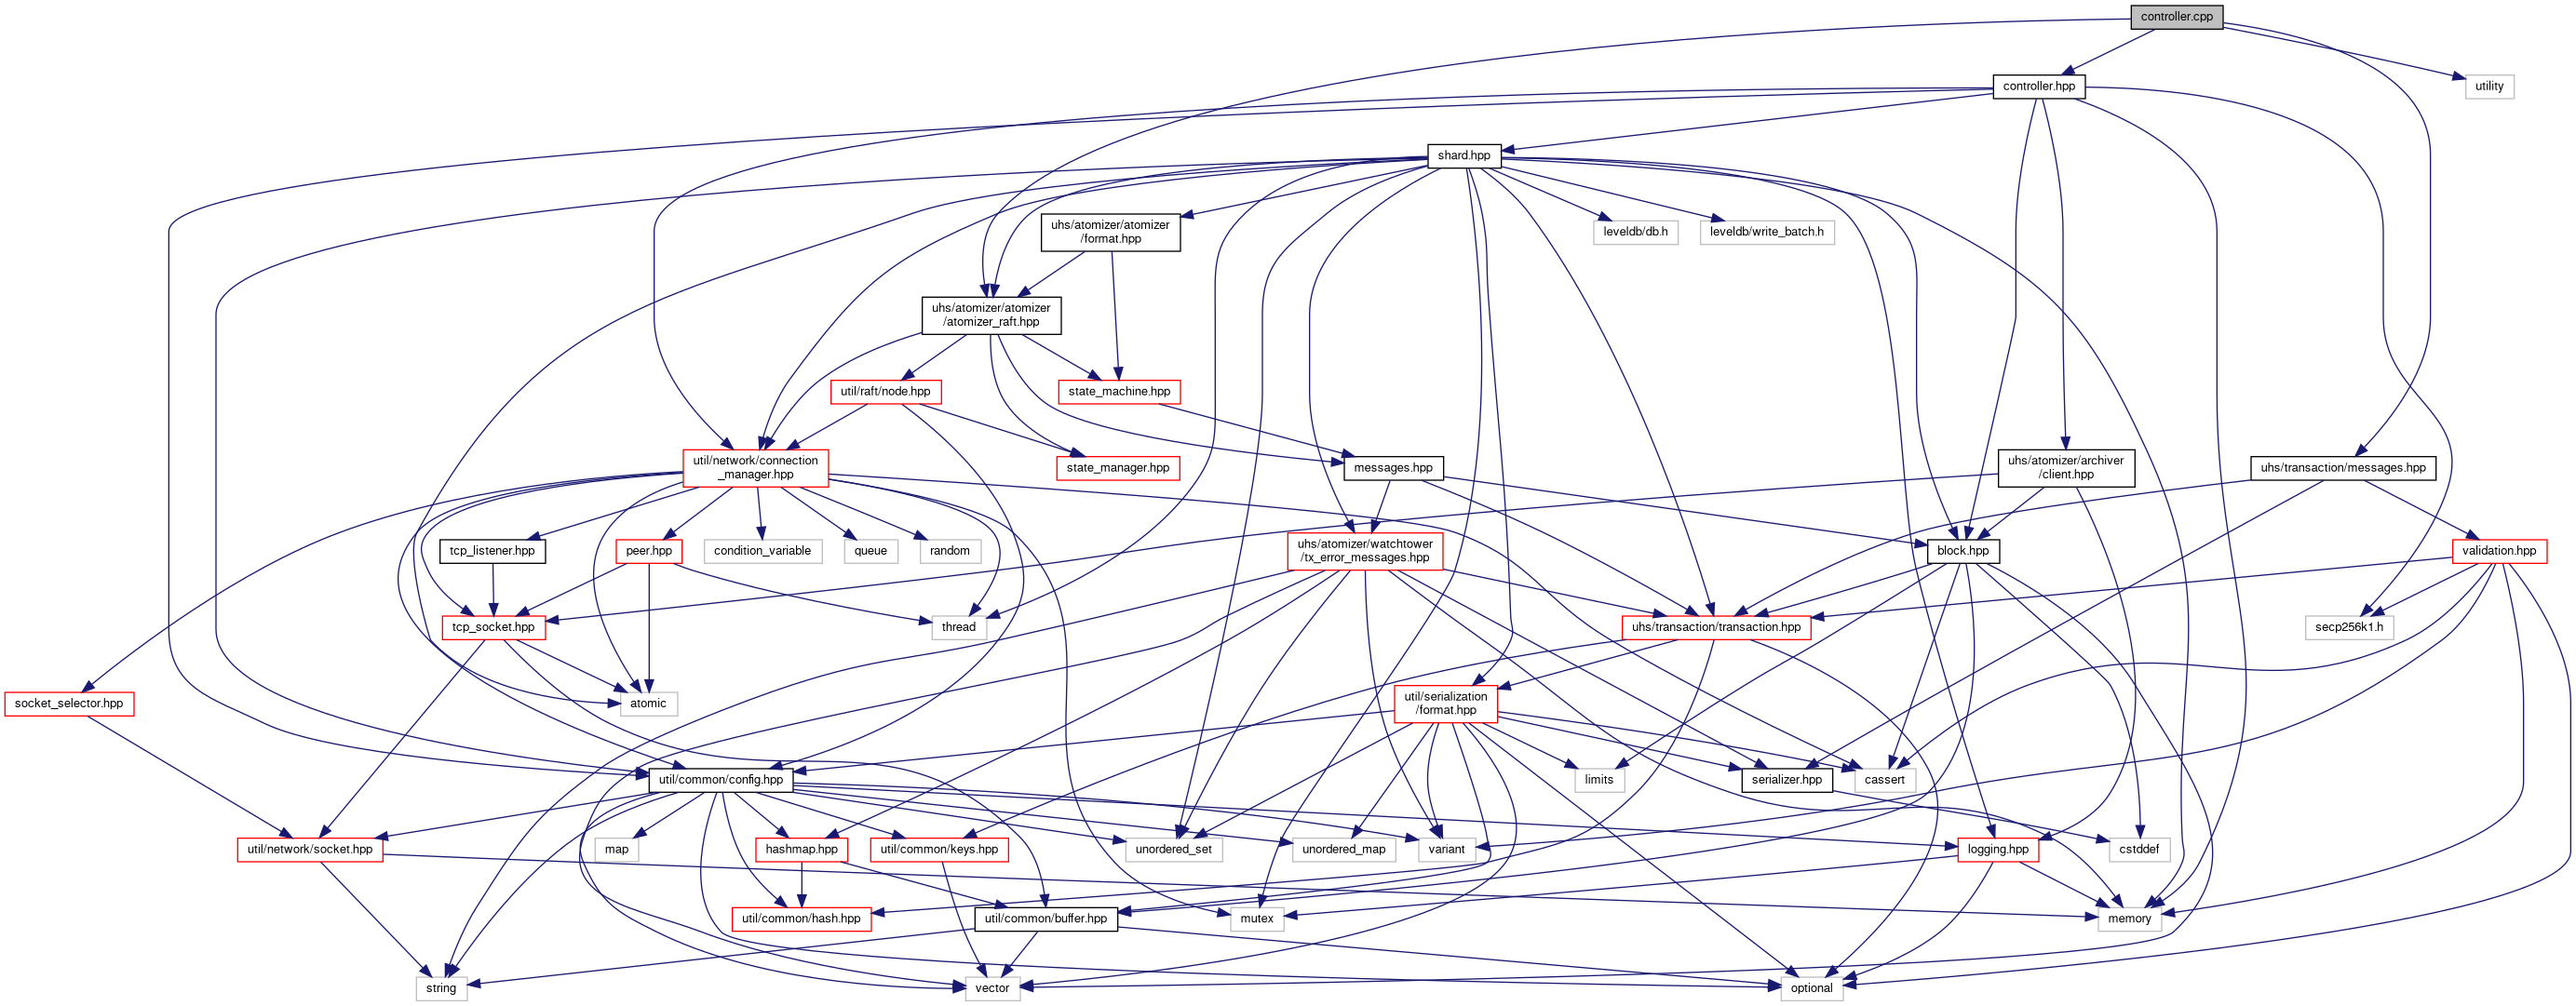 controller.cpp
controller.hpp
utility
shard.hpp
uhs/atomizer/atomizer
/format.hpp
leveldb/db.h
leveldb/write_batch.h
uhs/atomizer/atomizer
/atomizer_raft.hpp
util/raft/node.hpp
state_machine.hpp
util/network/connection
_manager.hpp
state_manager.hpp
messages.hpp
uhs/atomizer/archiver
/client.hpp
uhs/transaction/messages.hpp
tcp_listener.hpp
peer.hpp
condition_variable
queue
random
uhs/atomizer/watchtower
/tx_error_messages.hpp
block.hpp
validation.hpp
tcp_socket.hpp
thread
uhs/transaction/transaction.hpp
secp256k1.h
socket_selector.hpp
atomic
util/serialization
/format.hpp
util/common/config.hpp
limits
serializer.hpp
cassert
util/network/socket.hpp
map
hashmap.hpp
util/common/keys.hpp
unordered_set
unordered_map
variant
logging.hpp
cstddef
util/common/hash.hpp
util/common/buffer.hpp
mutex
memory
string
vector
optional